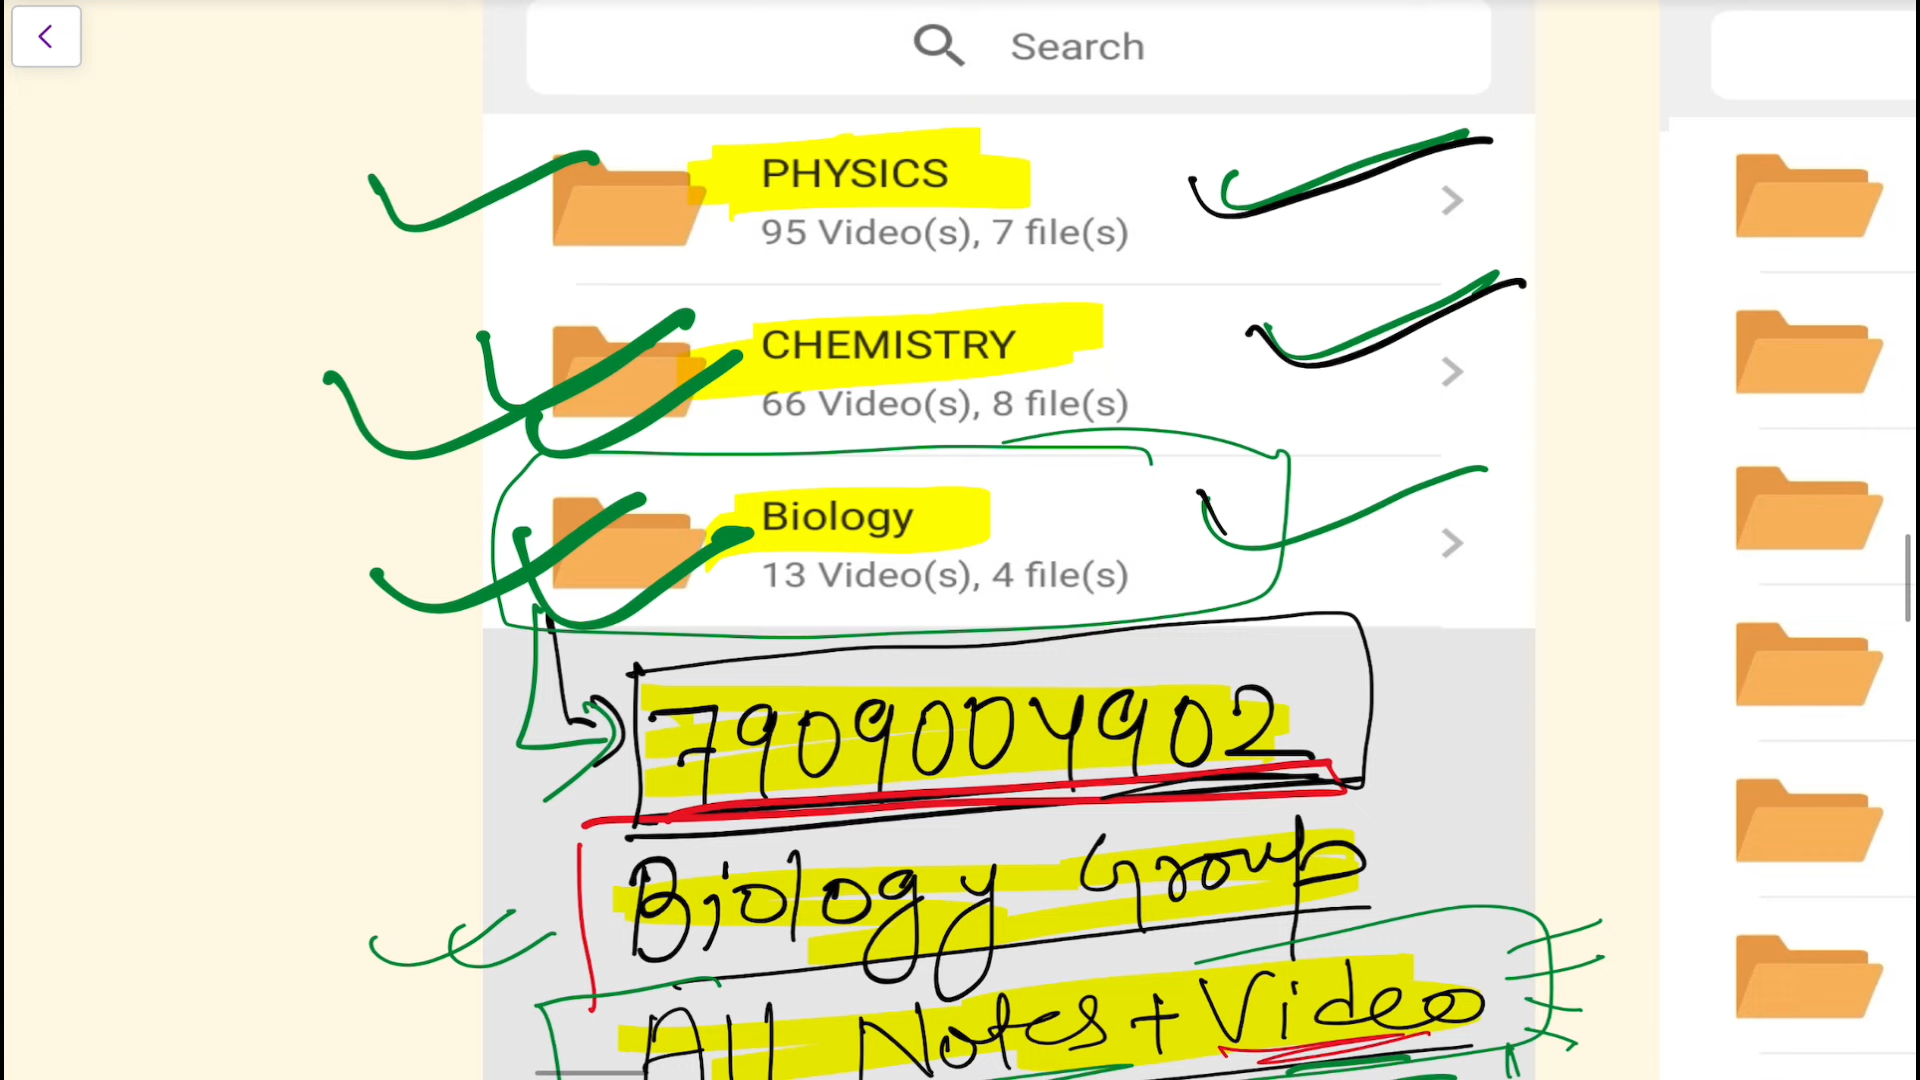 Search
PHYSICS
95 Video(s), 7 file(s)
CHEMISTRY
66 Video(s), 8 file(s)
Biology
13 Video(s), 4 file(s)
7909004902
Biology Group
All Notes + Video